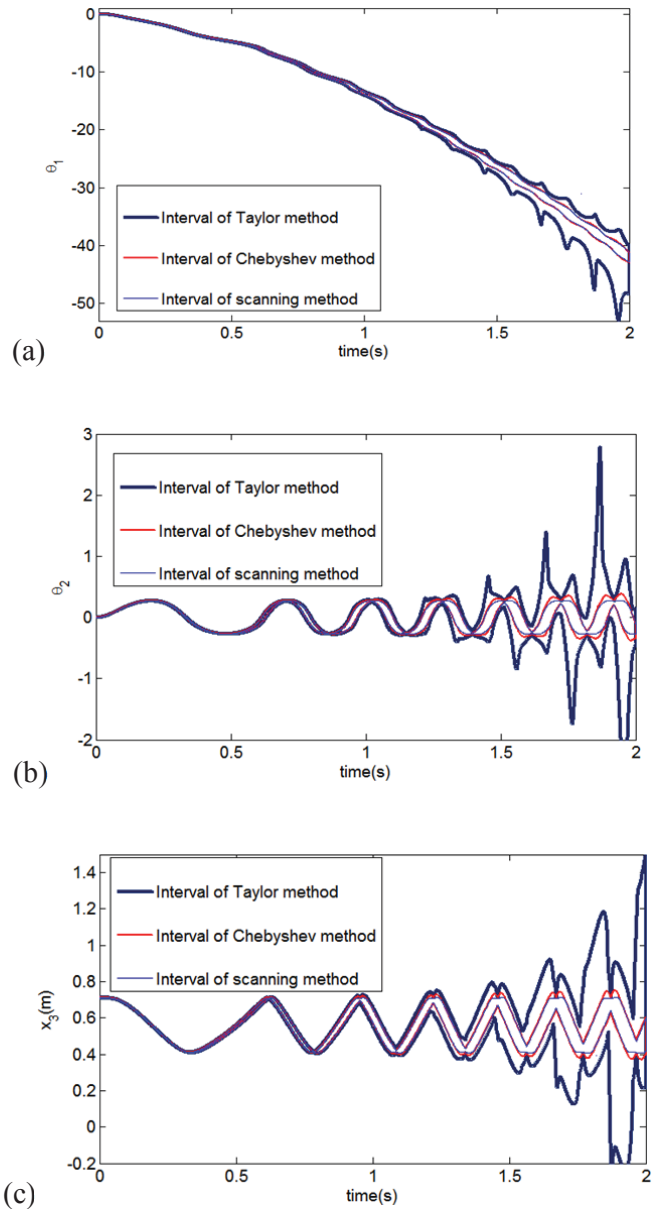 0
-10
-20
-30
-40
-50
θ1
Interval of Taylor method
Interval of Chebyshev method
Interval of scanning method
0 0.5 1 1.5 2
time(s)
(a)
3
2
1
0
-1
-2
θ2
Interval of Taylor method
Interval of Chebyshev method
Interval of scanning method
0 0.5 1 1.5 2
time(s)
(b)
1.4
1.2
1
0.8
0.6
0.4
0.2
0
-0.2
x3(m)
Interval of Taylor method
Interval of Chebyshev method
Interval of scanning method
0 0.5 1 1.5 2
time(s)
(c)